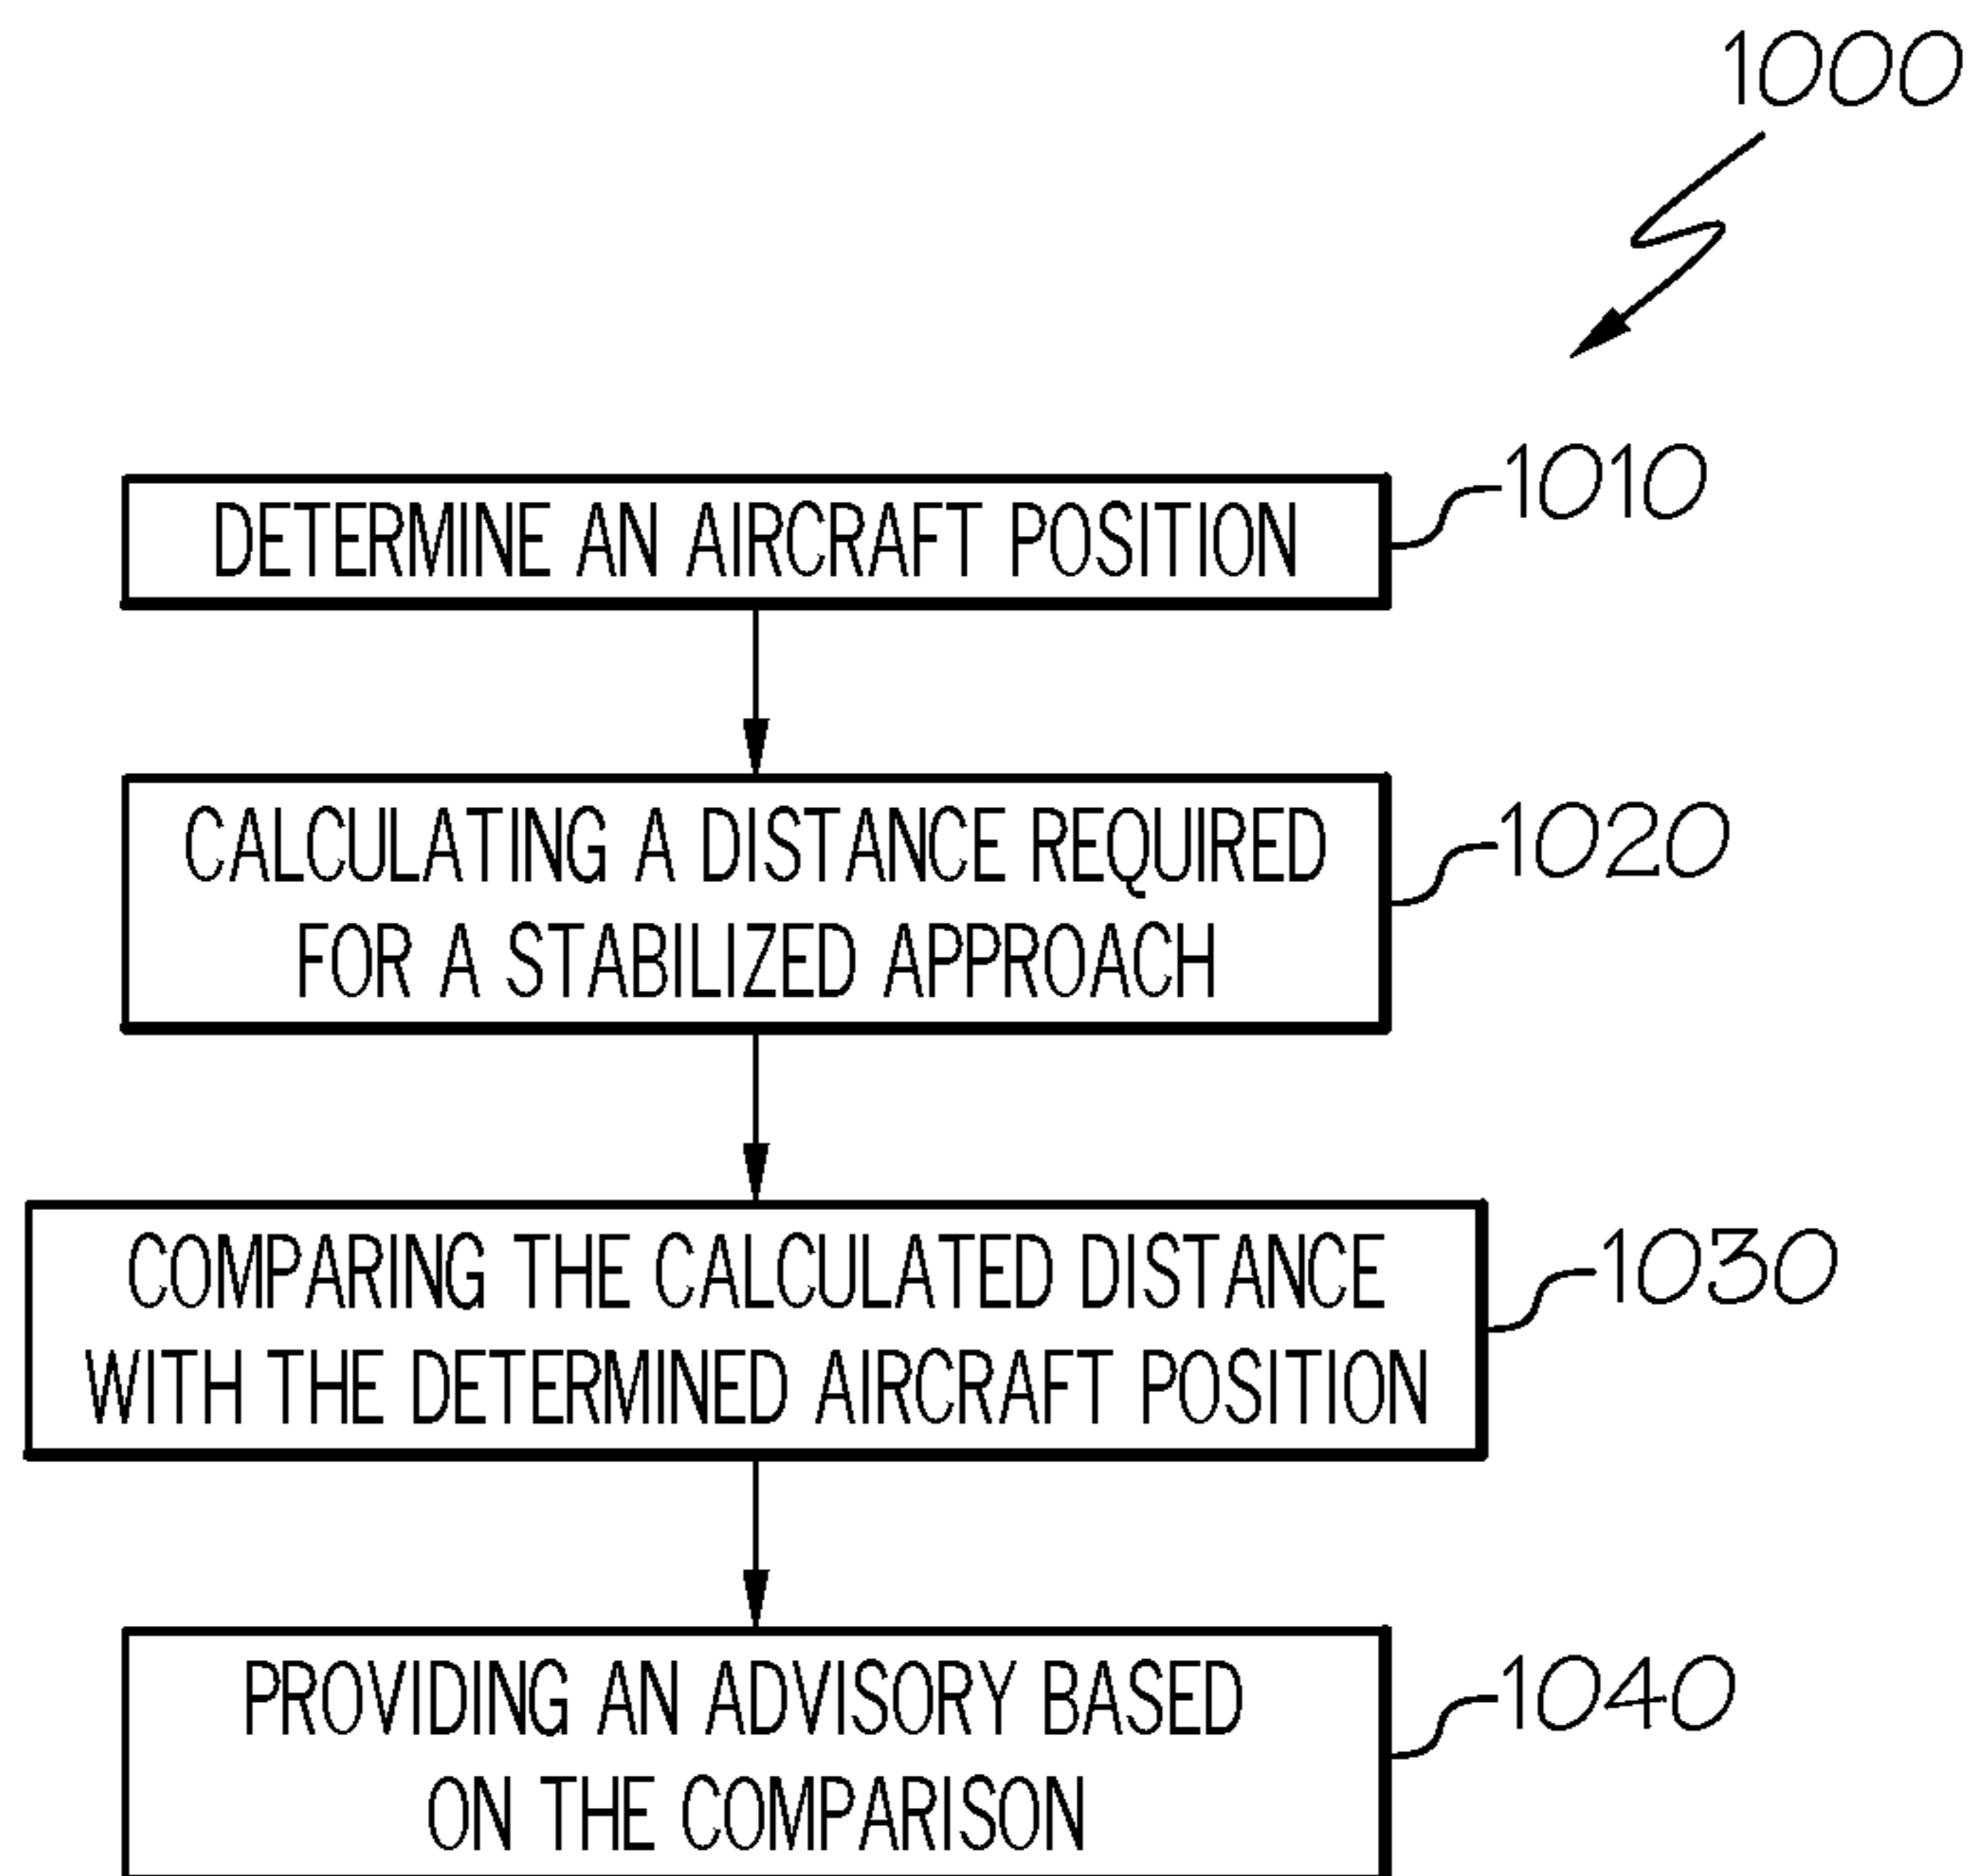 1000
DETERMINE AN AIRCRAFT POSITION
1010
CALCULATING A DISTANCE REQUIRED
FOR A STABILIZED APPROACH
1020
COMPARING THE CALCULATED DISTANCE
WITH THE DETERMINED AIRCRAFT POSITION
1030
PROVIDING AN ADVISORY BASED
ON THE COMPARISON
1040